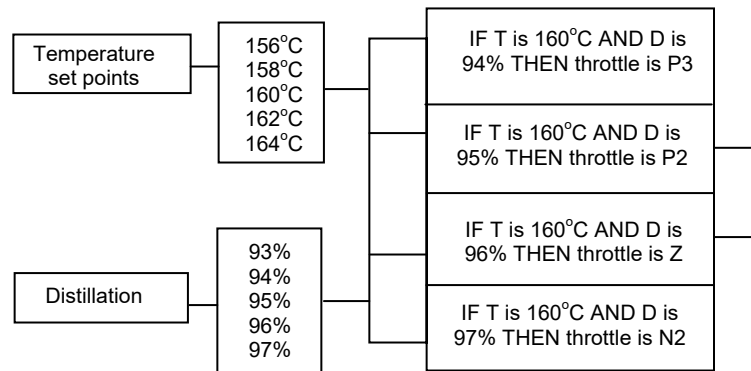 Temperature
set points
156°C
158°C
160°C
162°C
164°C
Distillation
93%
94%
95%
96%
97%
IF T is 160°C AND D is
94% THEN throttle is P3
IF T is 160°C AND D is
95% THEN throttle is P2
IF T is 160°C AND D is
96% THEN throttle is Z
IF T is 160°C AND D is
97% THEN throttle is N2